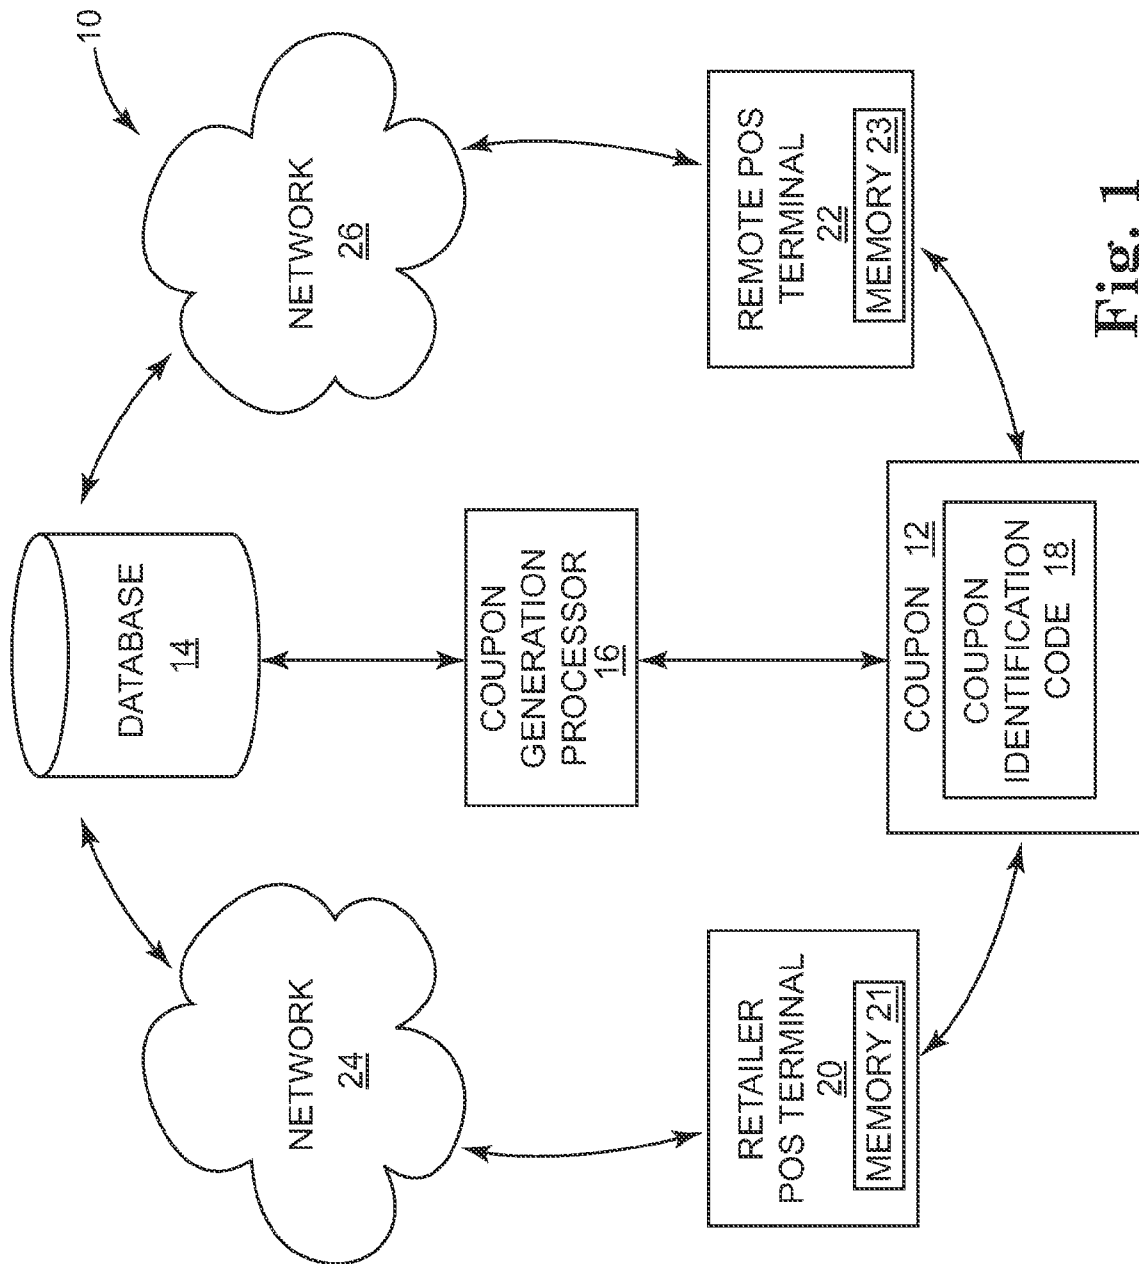 10
NETWORK
24
DATABASE
14
NETWORK
26
COUPON
GENERATION
PROCESSOR
16
RETAILER
POS TERMINAL
20
MEMORY 21
REMOTE POS
TERMINAL
22
MEMORY 23
COUPON 12
COUPON
IDENTIFICATION
CODE 18
Fig. 1